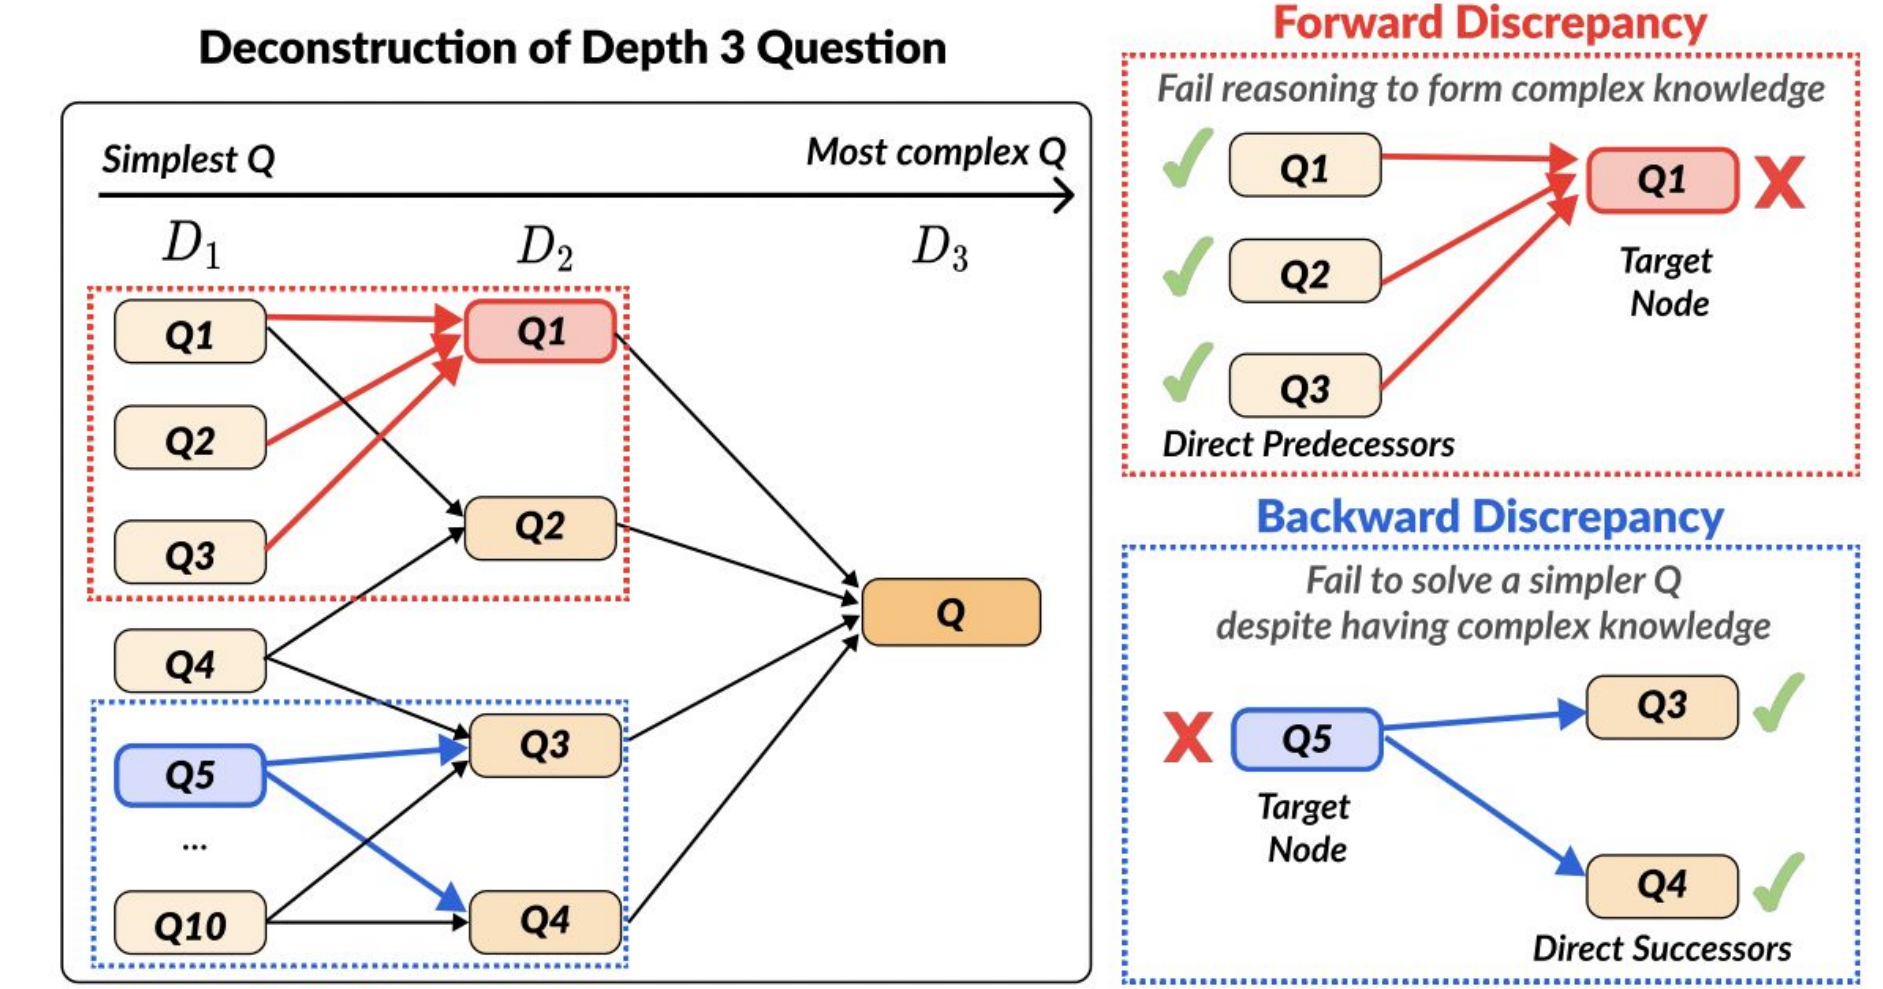 Deconstruction of Depth 3 Question
Simplest Q
Most complex Q
D1
D2
D3
Q1
Q2
Q3
Q4
Q5
...
Q10
Q1
Q2
Q3
Q4
Q
Forward Discrepancy
Fail reasoning to form complex knowledge
Q1
Q2
Q3
Direct Predecessors
Q1
X
Target
Node
Backward Discrepancy
Fail to solve a simpler Q
despite having complex knowledge
X
Q5
Target
Node
Q3
Q4
Direct Successors